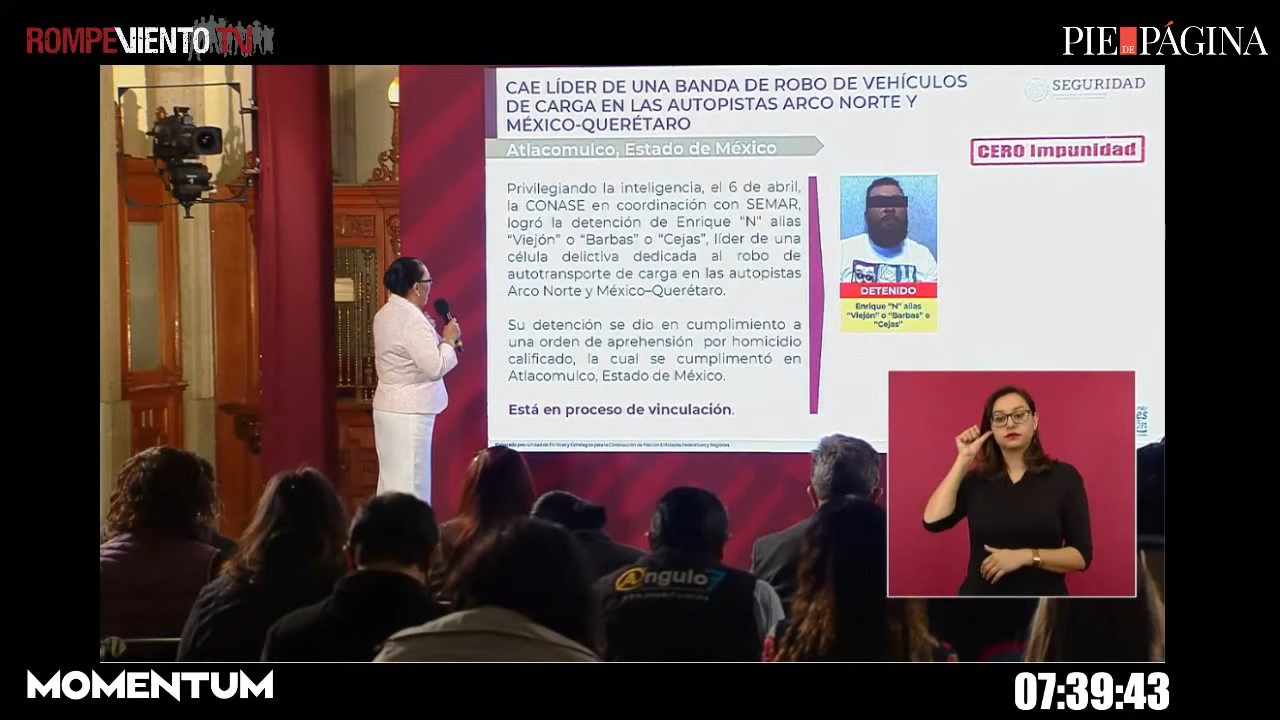 ROMPEVIENTO TV
PIE DE PÁGINA
CAE LÍDER DE UNA BANDA DE ROBO DE VEHÍCULOS
DE CARGA EN LAS AUTOPISTAS ARCO NORTE Y
MÉXICO-QUERÉTARO
SEGURIDAD
Atlacomulco, Estado de México
CERO Impunidad
Privilegiando la inteligencia, el 6 de abril,
la CONASE en coordinación con SEMAR,
logró la detención de Enrique "N" alias
"Viejón" o "Barbas" o "Cejas", líder de una
célula delictiva dedicada al robo de
autotransporte de carga en las autopistas
Arco Norte y México–Querétaro.
Su detención se dio en cumplimiento a
una orden de aprehensión por homicidio
calificado, la cual se cumplimentó en
Atlacomulco, Estado de México.
Está en proceso de vinculación.
DETENIDO
Enrique "N" alias
"Viejón" o "Barbas" o
"Cejas"
@ngulo7
MOMENTUM
07:39:43